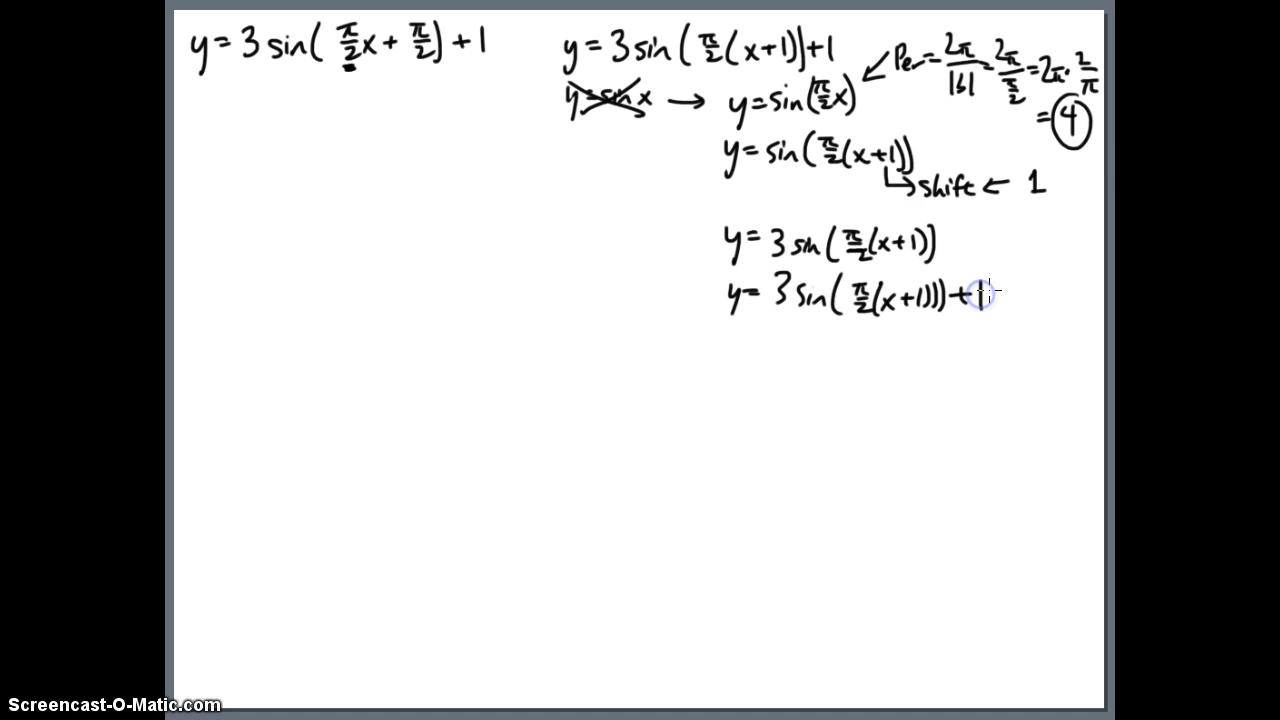 y = 3 sin( π/2 x + π/2 ) + 1
y = 3 sin ( π/2 ( x+1 ) ) + 1
y = sin x → y = sin( π/2 x ) ↙ Per = 2π/|b| = 2π/(π/2) = 2π · 2/π
= 4
y = sin ( π/2 (x+1))
↳ shift ← 1
y = 3 sin ( π/2 (x+1))
y = 3 sin ( π/2 (x+1))) + 1
Screencast-O-Matic.com